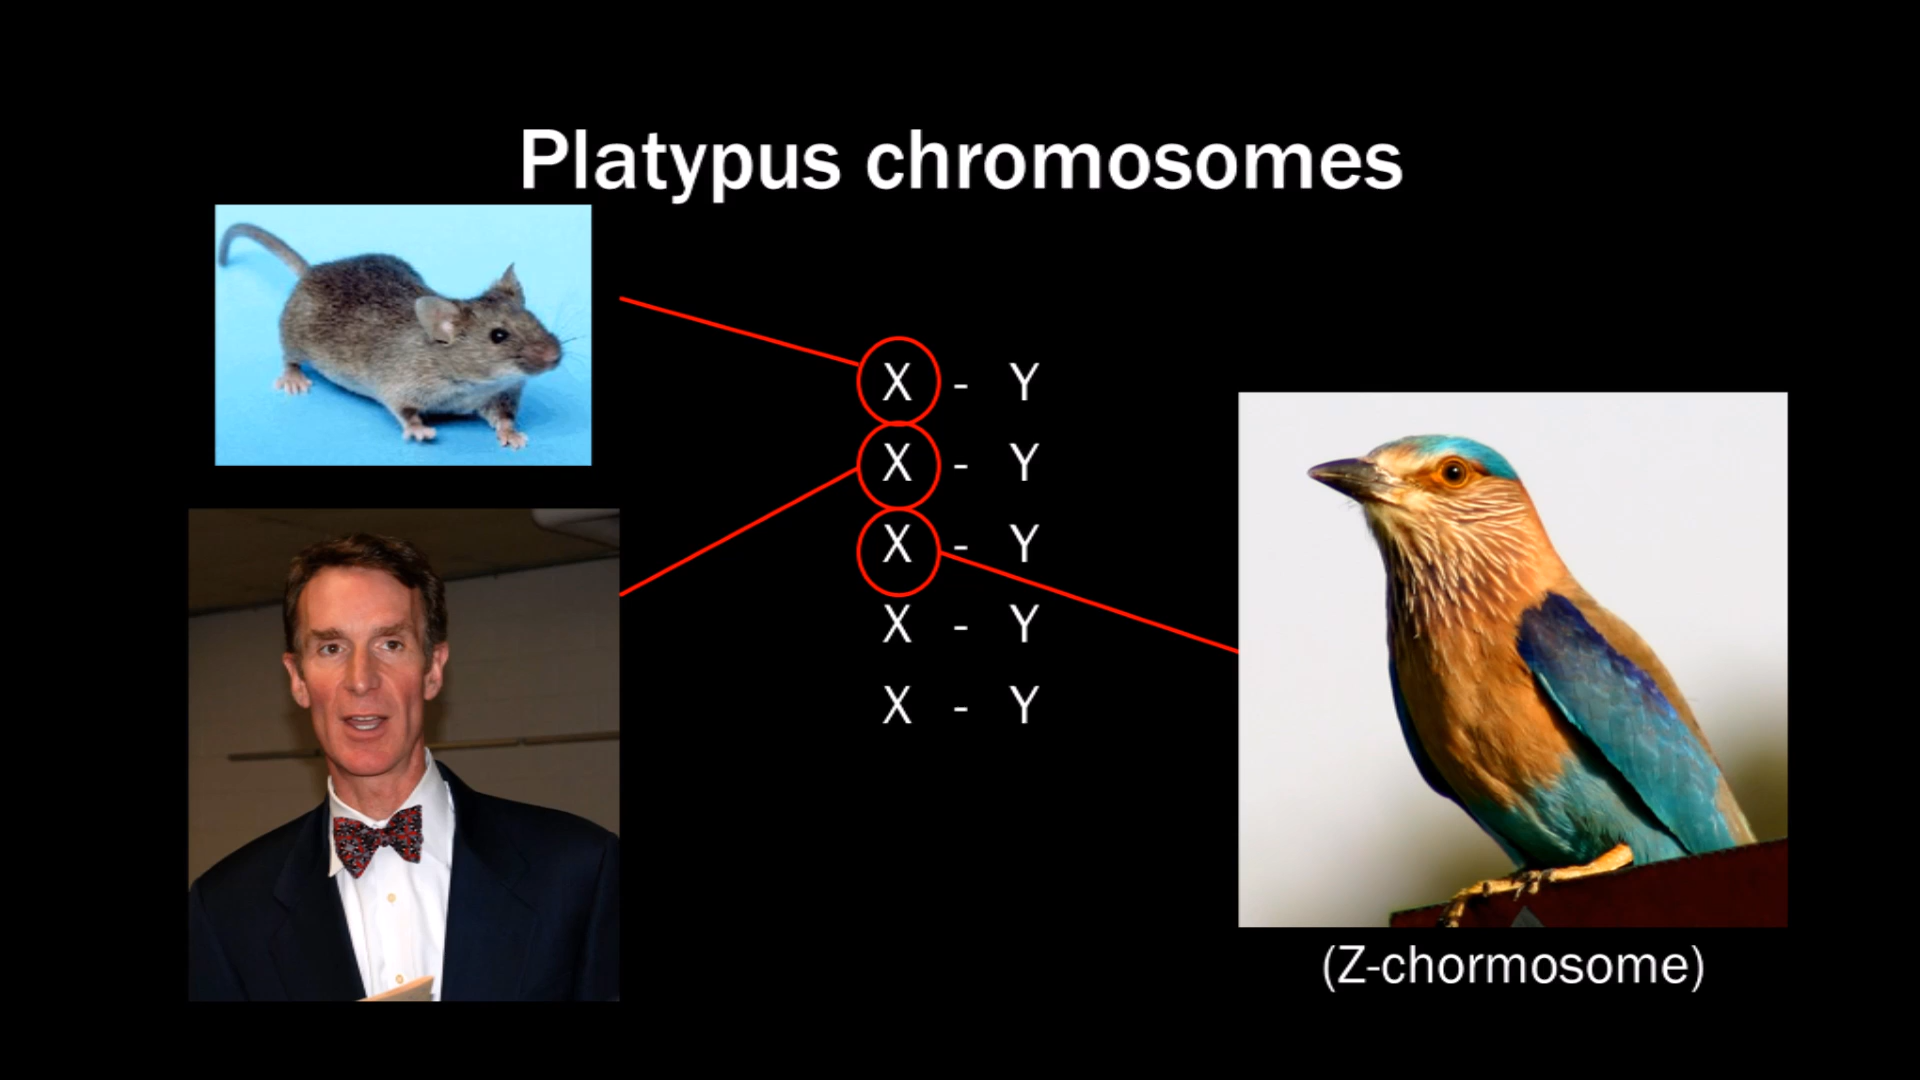 Platypus chromosomes
X - Y
X - Y
X - Y
X - Y
X - Y
(Z-chormosome)